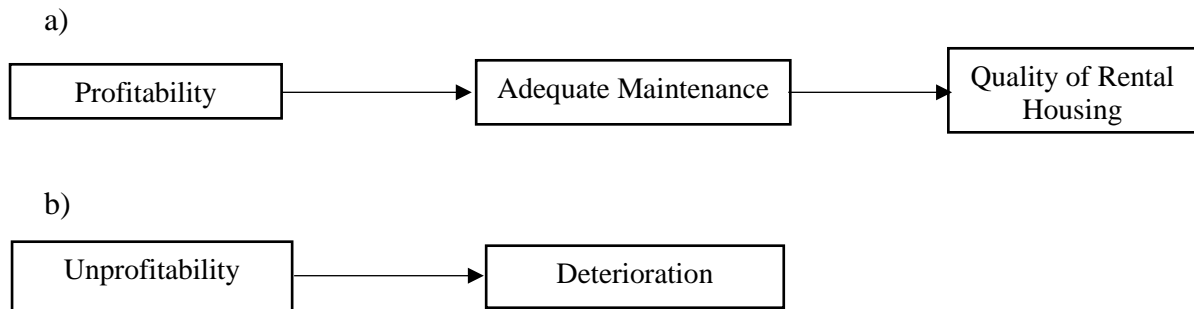 a)
Profitability
Adequate Maintenance
Quality of Rental
Housing
b)
Unprofitability
Deterioration